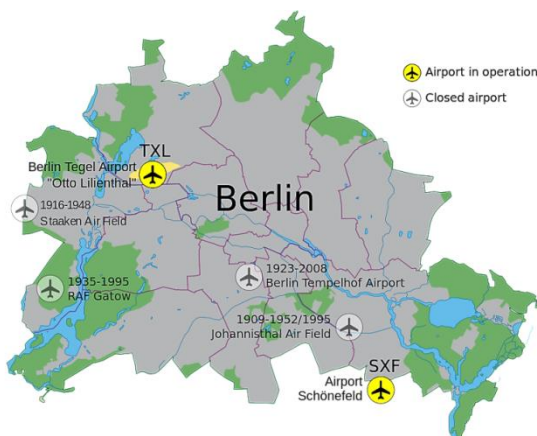 Airport in operation
Closed airport
TXL
Berlin Tegel Airport
"Otto Lilienthal"
Berlin
1916-1948
Staaken Air Field
1935-1995
RAF Gatow
1923-2008
Berlin Tempelhof Airport
1909-1952/1995
Johannisthal Air Field
SXF
Airport
Schönefeld